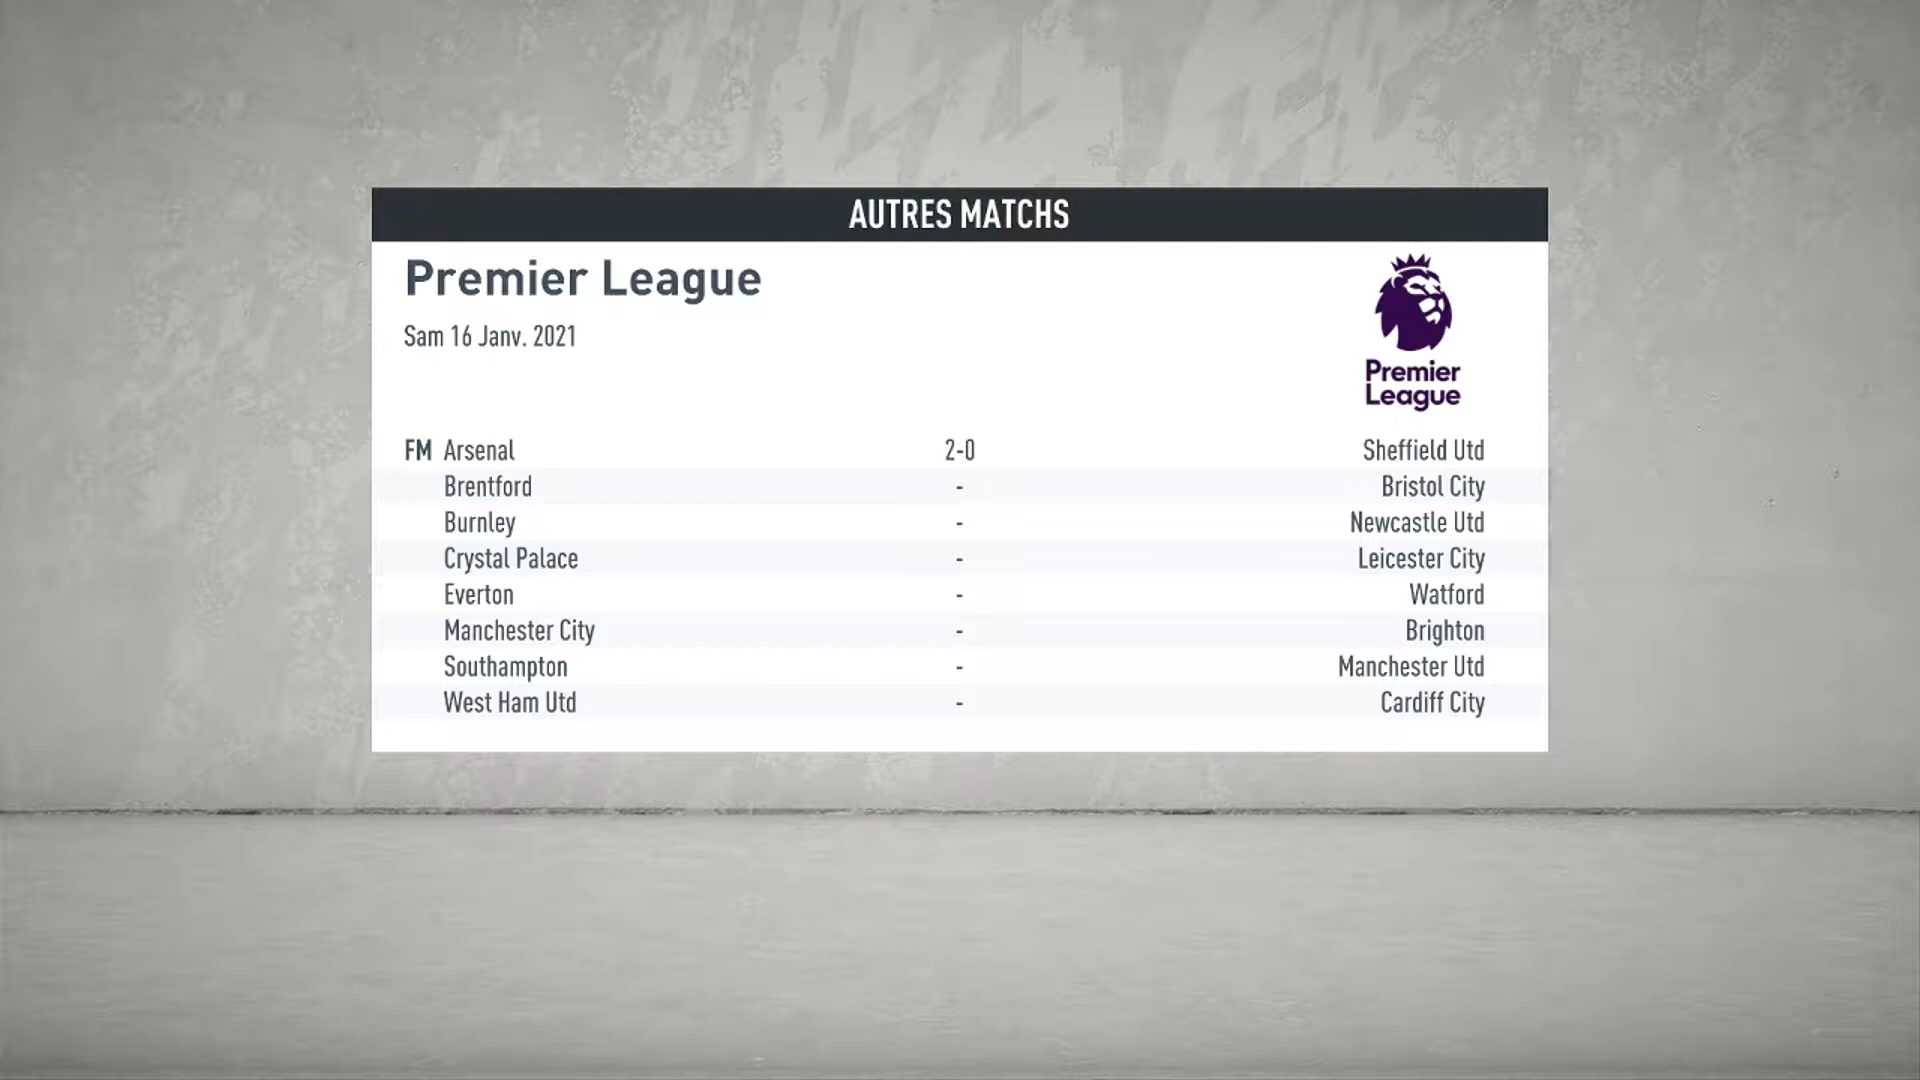 AUTRES MATCHS
Premier League
Sam 16 Janv. 2021
Premier
League
FM Arsenal 2-0 Sheffield Utd
Brentford - Bristol City
Burnley - Newcastle Utd
Crystal Palace - Leicester City
Everton - Watford
Manchester City - Brighton
Southampton - Manchester Utd
West Ham Utd - Cardiff City